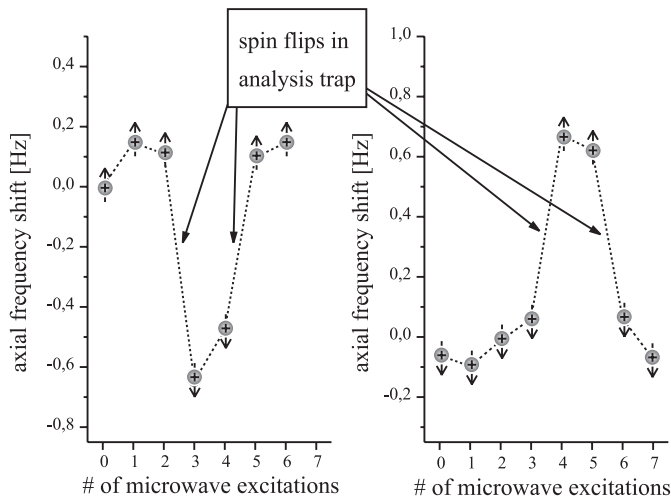 spin flips in
analysis trap
axial frequency shift [Hz]
0,4
0,2
0,0
-0,2
-0,4
-0,6
-0,8
0 1 2 3 4 5 6 7
# of microwave excitations
axial frequency shift [Hz]
1,0
0,8
0,6
0,4
0,2
0,0
-0,2
0 1 2 3 4 5 6 7
# of microwave excitations